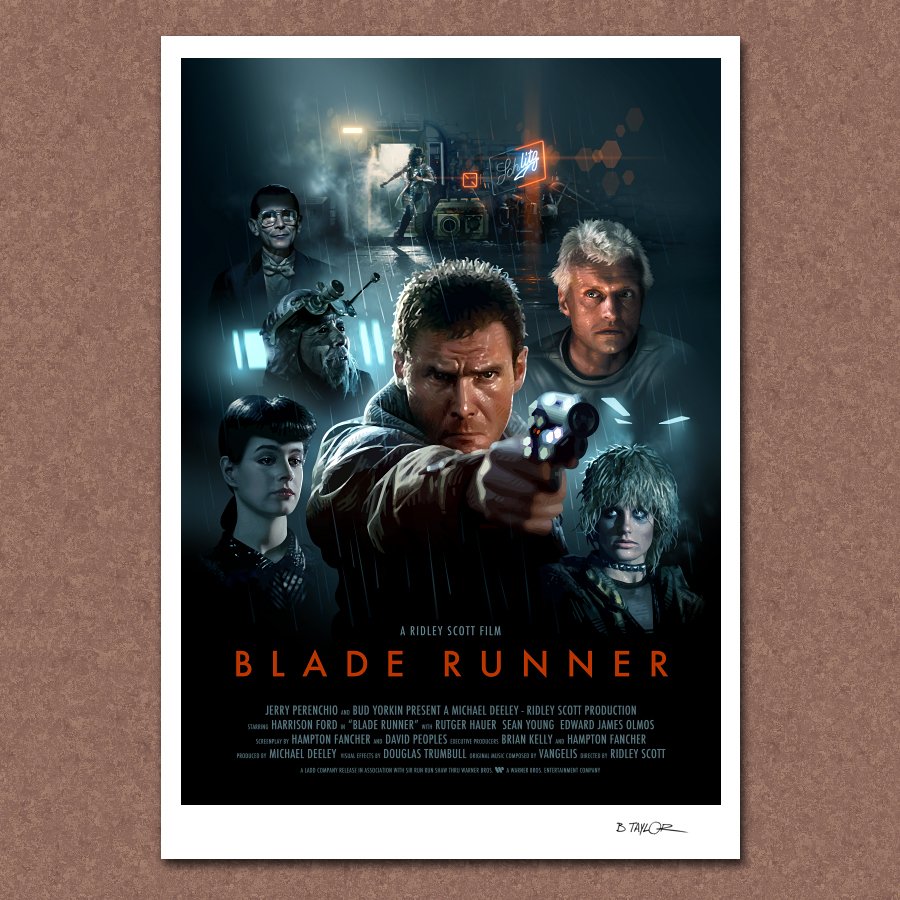 Schlitz
A RIDLEY SCOTT FILM
BLADE RUNNER
JERRY PERENCHIO AND BUD YORKIN PRESENT A MICHAEL DEELEY - RIDLEY SCOTT PRODUCTION
STARRING HARRISON FORD IN "BLADE RUNNER" WITH RUTGER HAUER SEAN YOUNG EDWARD JAMES OLMOS
SCREENPLAY BY HAMPTON FANCHER AND DAVID PEOPLES EXECUTIVE PRODUCERS BRIAN KELLY AND HAMPTON FANCHER
PRODUCED BY MICHAEL DEELEY VISUAL EFFECTS BY DOUGLAS TRUMBULL ORIGINAL MUSIC COMPOSED BY VANGELIS DIRECTED BY RIDLEY SCOTT
A LADD COMPANY RELEASE IN ASSOCIATION WITH SIR RUN RUN SHAW THRU WARNER BROS. A WARNER BROS. ENTERTAINMENT COMPANY
B TAYLOR